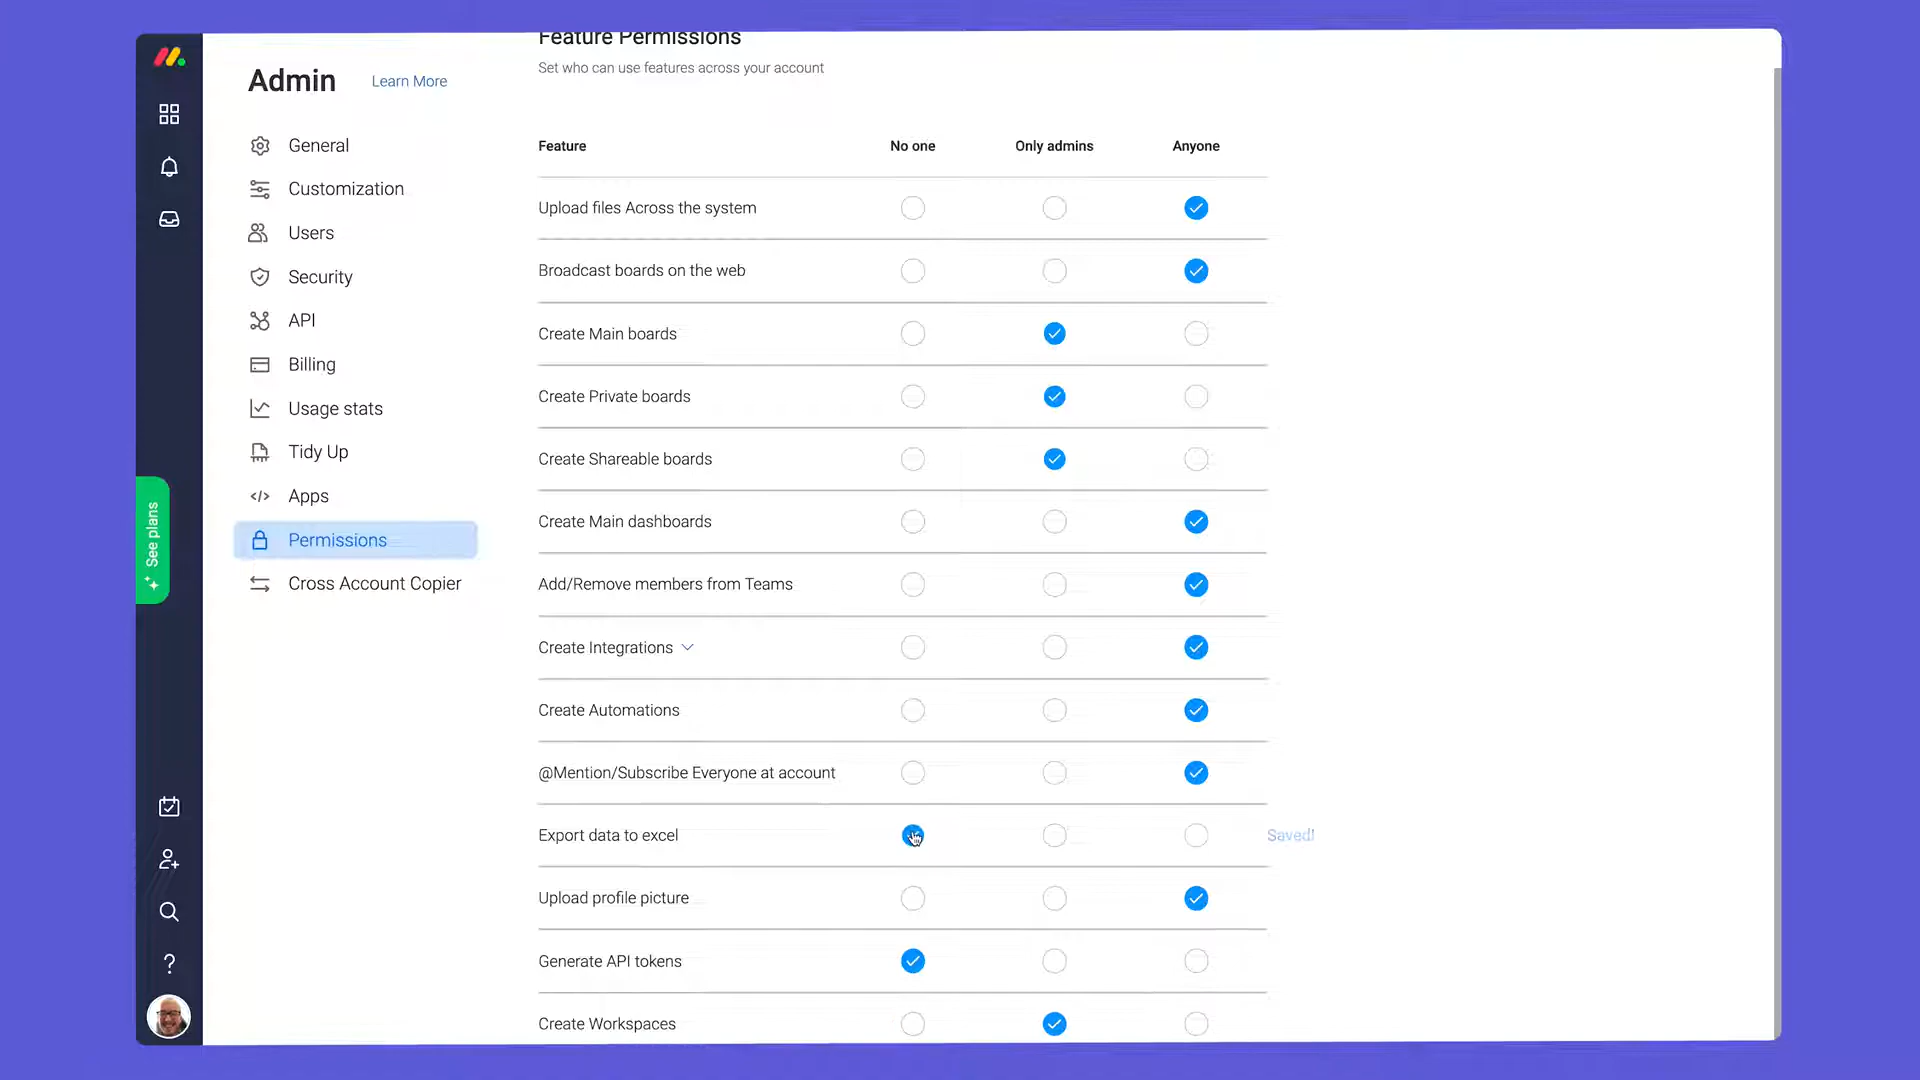 Feature Permissions
Set who can use features across your account
Admin
Learn More
General
Customization
Users
Security
API
Billing
Usage stats
Tidy Up
Apps
Permissions
Cross Account Copier
See plans
Feature No one Only admins Anyone
Upload files Across the system
Broadcast boards on the web
Create Main boards
Create Private boards
Create Shareable boards
Create Main dashboards
Add/Remove members from Teams
Create Integrations
Create Automations
@Mention/Subscribe Everyone at account
Export data to excel Saved!
Upload profile picture
Generate API tokens
Create Workspaces